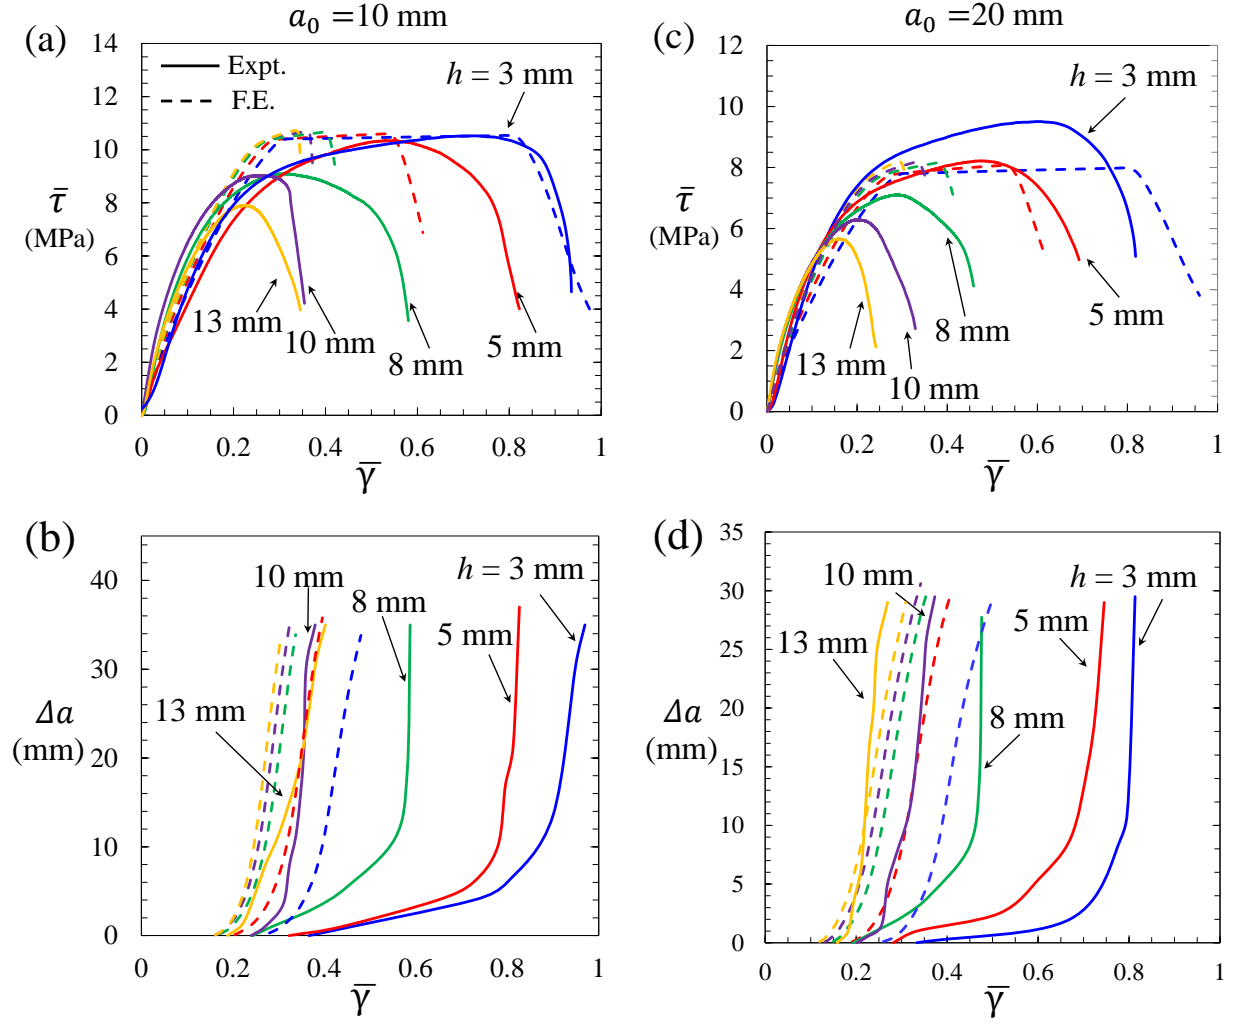 a₀ = 10 mm
(a)
14
12
10
8
6
4
2
0
τ̅
(MPa)
Expt.
F.E.
h = 3 mm
13 mm
10 mm
8 mm
5 mm
0 0.2 0.4 0.6 0.8 1
γ̅
a₀ = 20 mm
(c)
12
10
8
6
4
2
0
τ̅
(MPa)
h = 3 mm
5 mm
8 mm
13 mm
10 mm
0 0.2 0.4 0.6 0.8 1
γ̅
(b)
40
30
20
10
0
Δa
(mm)
10 mm
h = 3 mm
8 mm
5 mm
13 mm
0 0.2 0.4 0.6 0.8 1
γ̅
(d)
35
30
25
20
15
10
5
0
Δa
(mm)
10 mm
h = 3 mm
5 mm
13 mm
8 mm
0 0.2 0.4 0.6 0.8 1
γ̅